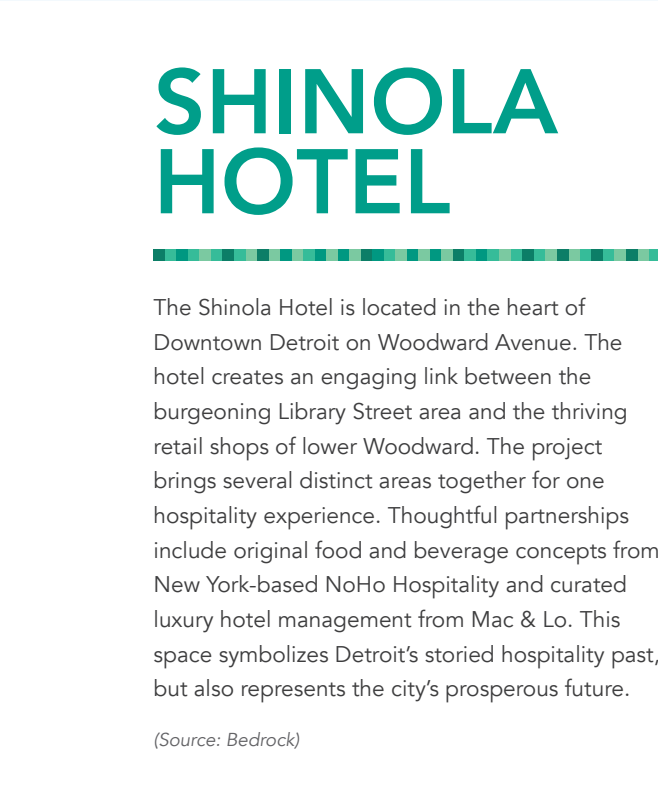 SHINOLA
HOTEL
The Shinola Hotel is located in the heart of
Downtown Detroit on Woodward Avenue. The
hotel creates an engaging link between the
burgeoning Library Street area and the thriving
retail shops of lower Woodward. The project
brings several distinct areas together for one
hospitality experience. Thoughtful partnerships
include original food and beverage concepts from
New York-based NoHo Hospitality and curated
luxury hotel management from Mac & Lo. This
space symbolizes Detroit’s storied hospitality past,
but also represents the city’s prosperous future.
(Source: Bedrock)